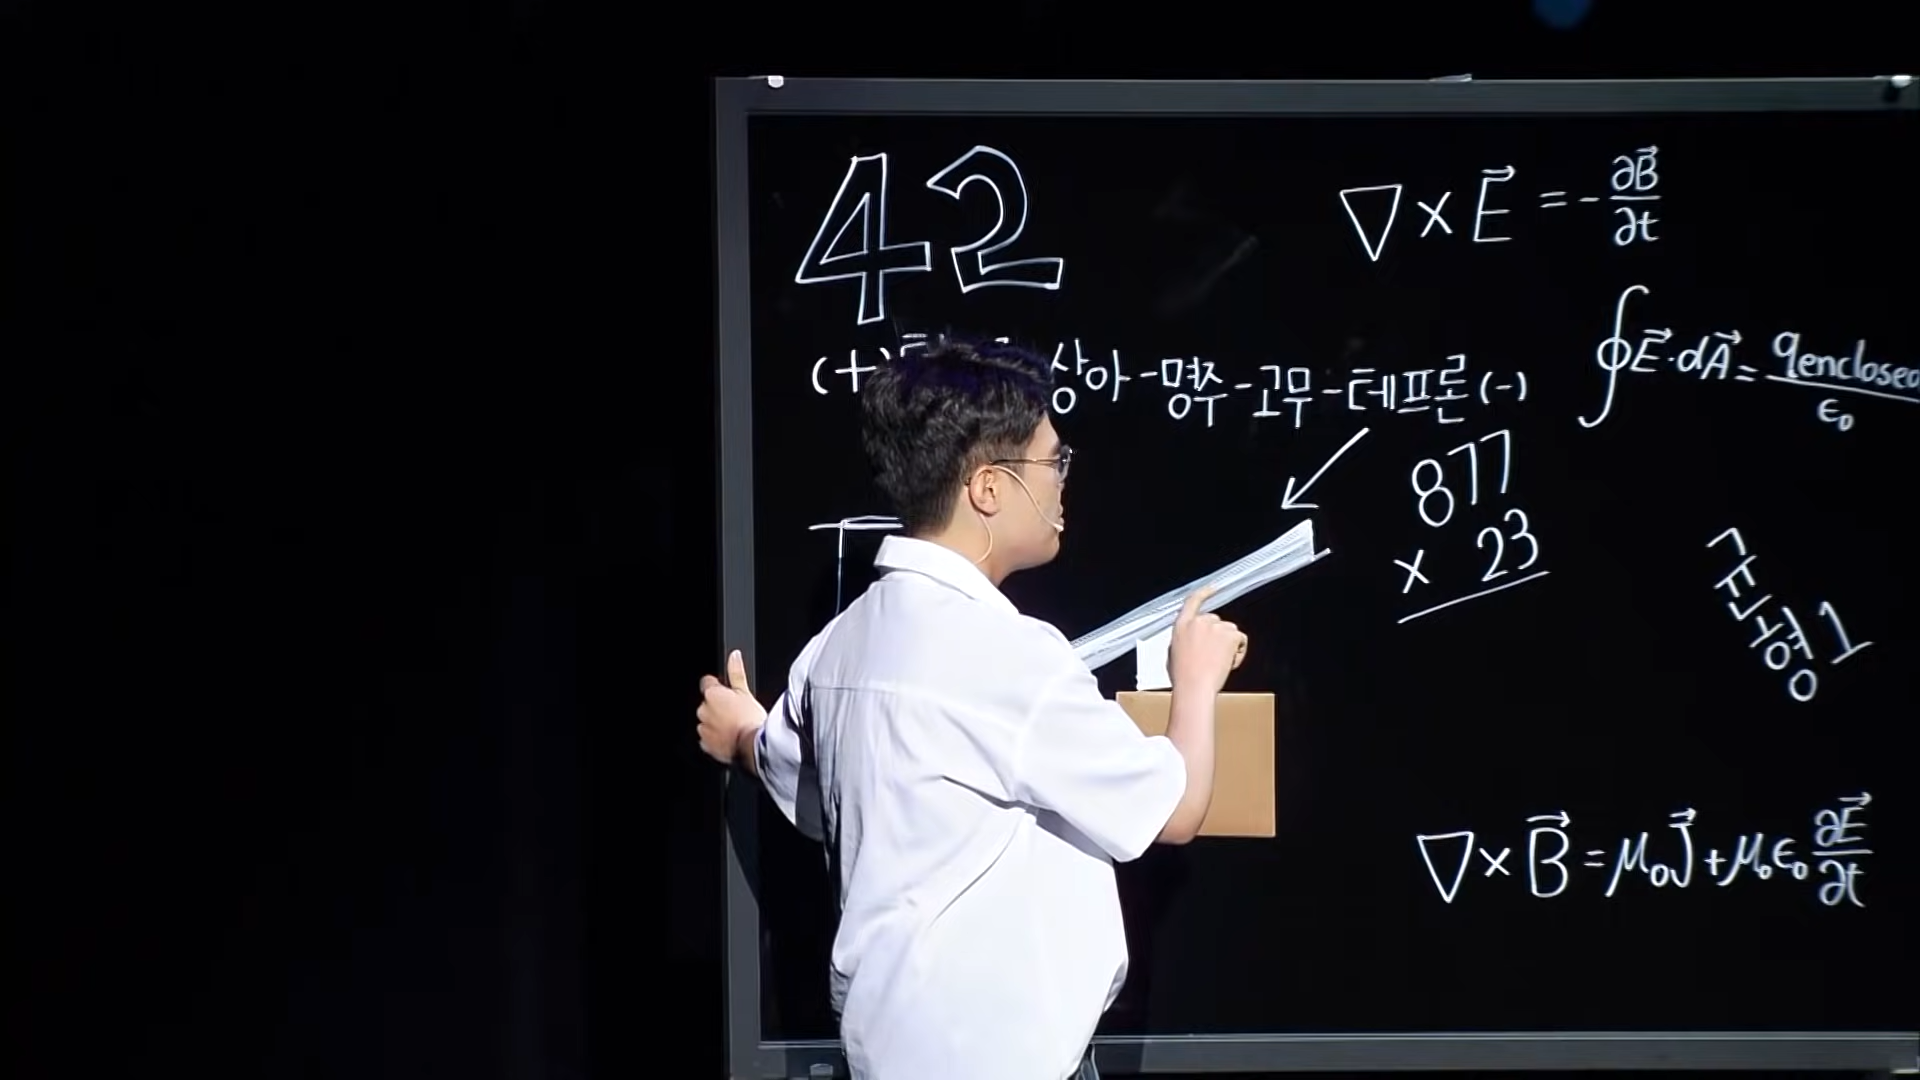 42
∇ × E⃗ = - ∂B⃗/∂t
(+) 상아-명주-고무-테프론(-)
∮E⃗·dA⃗ = qenclosed/ε₀
877
× 23
균형1
∇ × B⃗ = μ₀J⃗ + μ₀ε₀ ∂E⃗/∂t